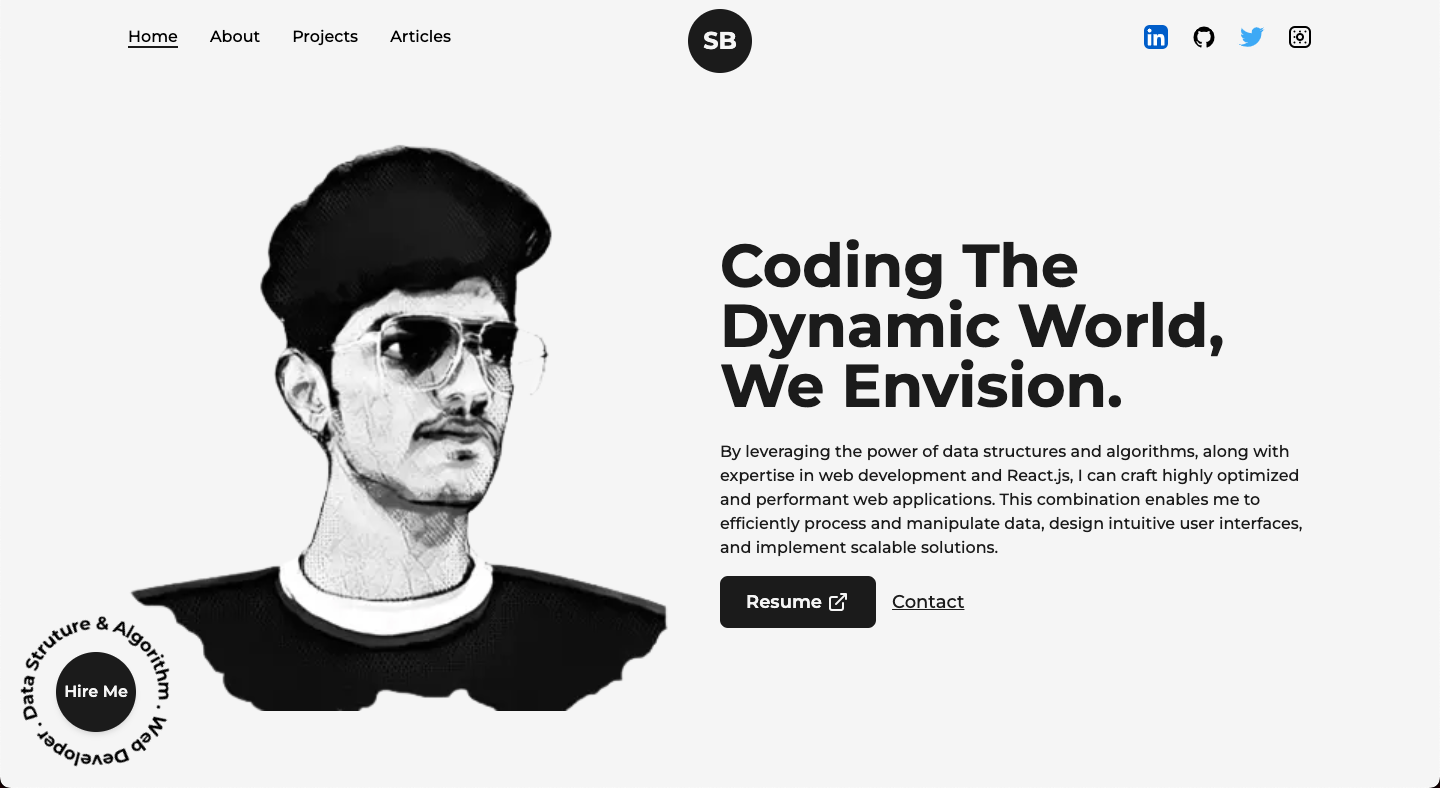 Home About Projects Articles
SB
in
Coding The
Dynamic World,
We Envision.
By leveraging the power of data structures and algorithms, along with
expertise in web development and React.js, I can craft highly optimized
and performant web applications. This combination enables me to
efficiently process and manipulate data, design intuitive user interfaces,
and implement scalable solutions.
Resume Contact
Data Struture & Algorithm · Web Developer ·
Hire Me